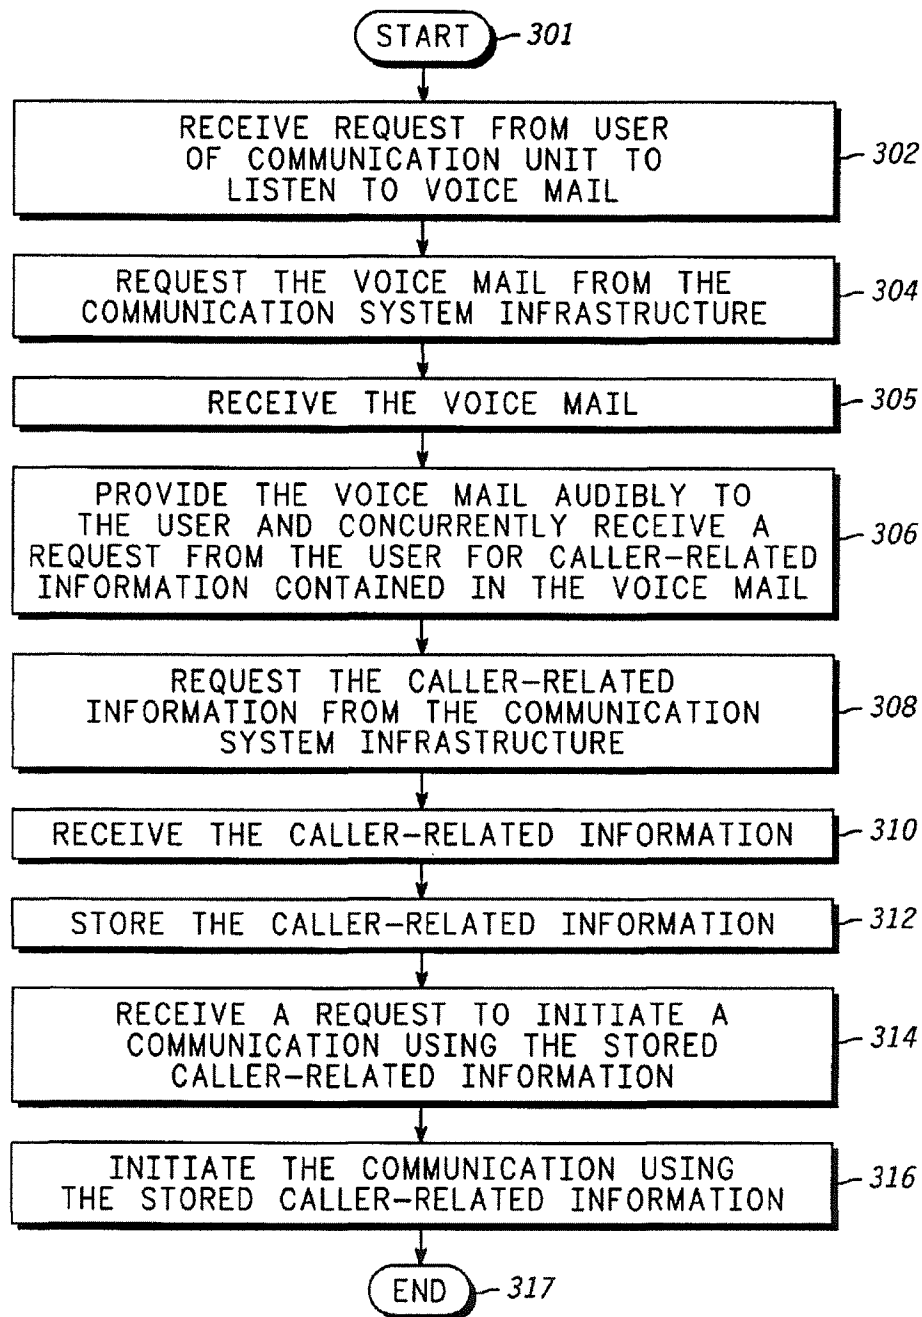 START
301
RECEIVE REQUEST FROM USER
OF COMMUNICATION UNIT TO
LISTEN TO VOICE MAIL
302
REQUEST THE VOICE MAIL FROM THE
COMMUNICATION SYSTEM INFRASTRUCTURE
304
RECEIVE THE VOICE MAIL
305
PROVIDE THE VOICE MAIL AUDIBLY TO
THE USER AND CONCURRENTLY RECEIVE A
REQUEST FROM THE USER FOR CALLER-RELATED
INFORMATION CONTAINED IN THE VOICE MAIL
306
REQUEST THE CALLER-RELATED
INFORMATION FROM THE COMMUNICATION
SYSTEM INFRASTRUCTURE
308
RECEIVE THE CALLER-RELATED INFORMATION
310
STORE THE CALLER-RELATED INFORMATION
312
RECEIVE A REQUEST TO INITIATE A
COMMUNICATION USING THE STORED
CALLER-RELATED INFORMATION
314
INITIATE THE COMMUNICATION USING
THE STORED CALLER-RELATED INFORMATION
316
END
317